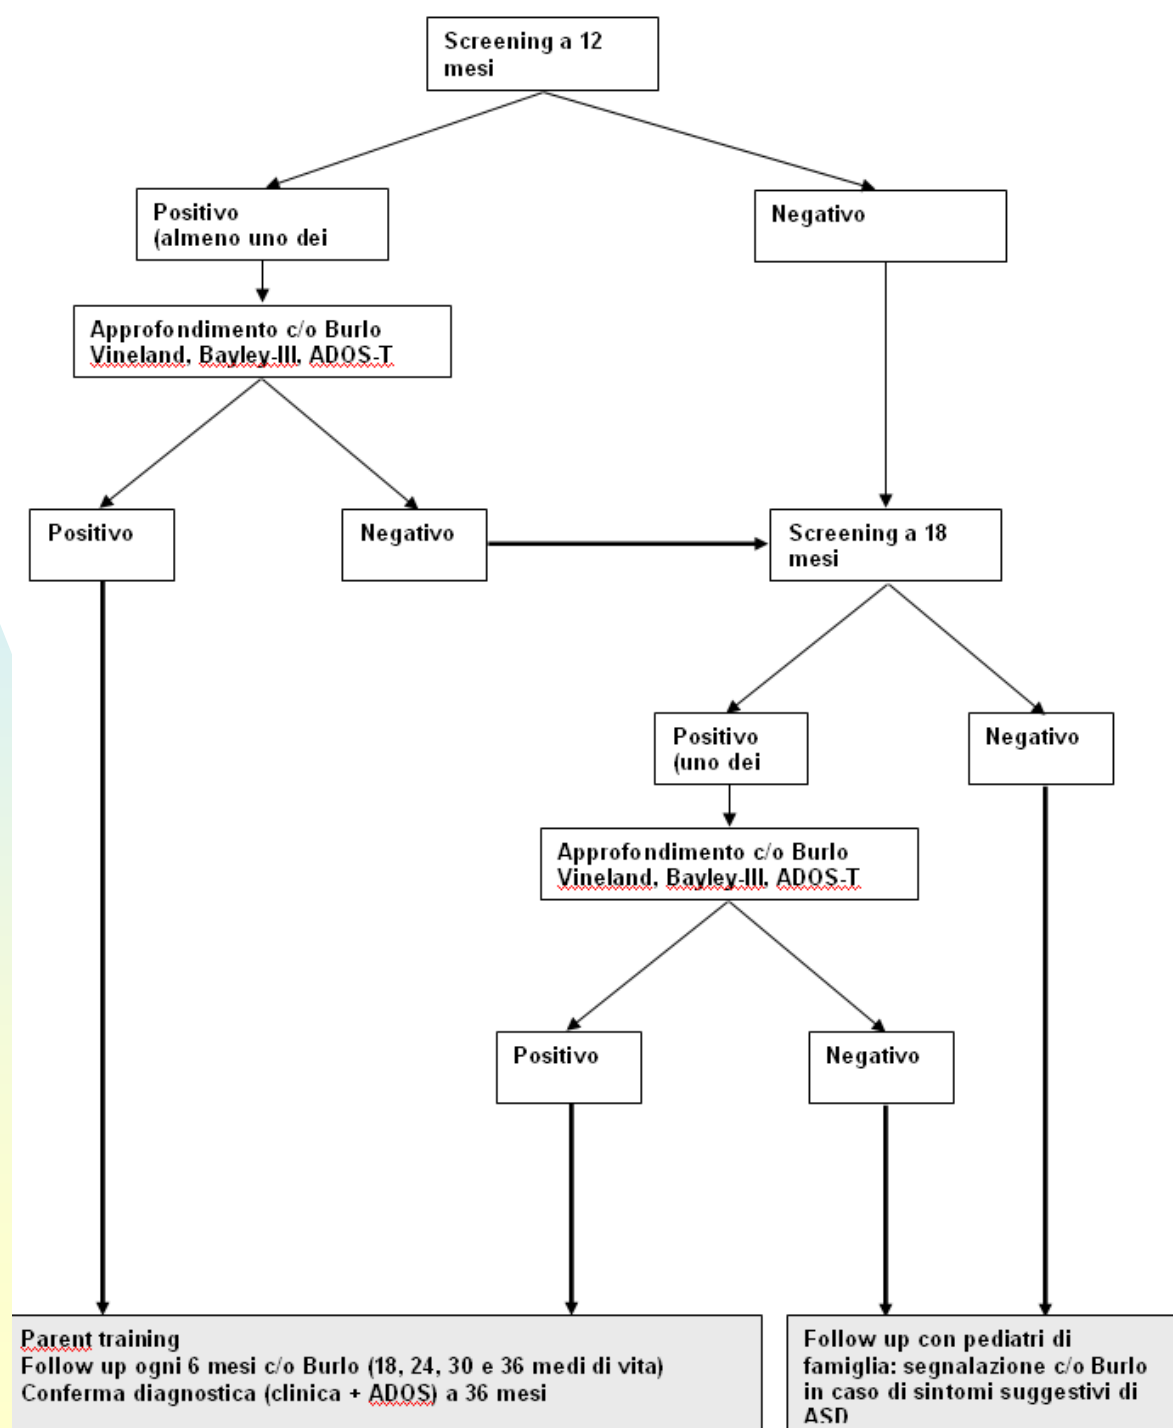 Screening a 12
mesi
Positivo
(almeno uno dei
Negativo
Approfondimento c/o Burlo
Vineland, Bayley-III, ADOS-T
Positivo
Negativo
Screening a 18
mesi
Positivo
(uno dei
Negativo
Approfondimento c/o Burlo
Vineland, Bayley-III, ADOS-T
Positivo
Negativo
Parent training
Follow up ogni 6 mesi c/o Burlo (18, 24, 30 e 36 medi di vita)
Conferma diagnostica (clinica + ADOS) a 36 mesi
Follow up con pediatri di
famiglia: segnalazione c/o Burlo
in caso di sintomi suggestivi di
ASD